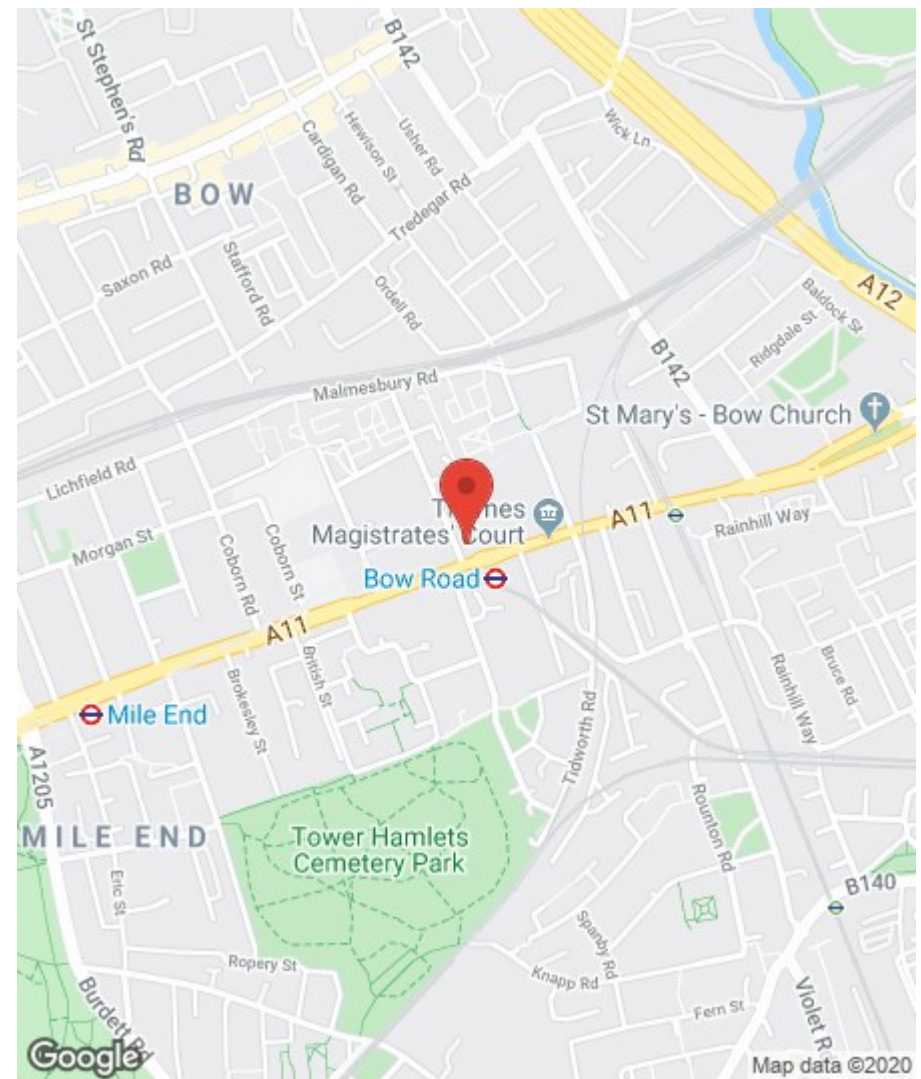 St Stephen's Rd
B142
Hewison St
Usher Rd
Cardigan Rd
Wick Ln
BOW
Tredegar Rd
Saxon Rd
Stafford Rd
Ordell Rd
A12
Baldock St
Ridgdale St
B142
Malmesbury Rd
St Mary's - Bow Church
Lichfield Rd
Morgan St
Magistrates' Court
A11
Rainhill Way
Coborn Rd
Coborn St
Bow Road
A11
British St
Brokesley St
Mile End
Bruce Rd
Rainhill Way
Tidworth Rd
A1205
Rounton Rd
MILE END
Tower Hamlets
Cemetery Park
Eric St
B140
Spanby Rd
Ropery St
Knapp Rd
Burdett Rd
Fern St
Violet R
Google
Map data ©2020